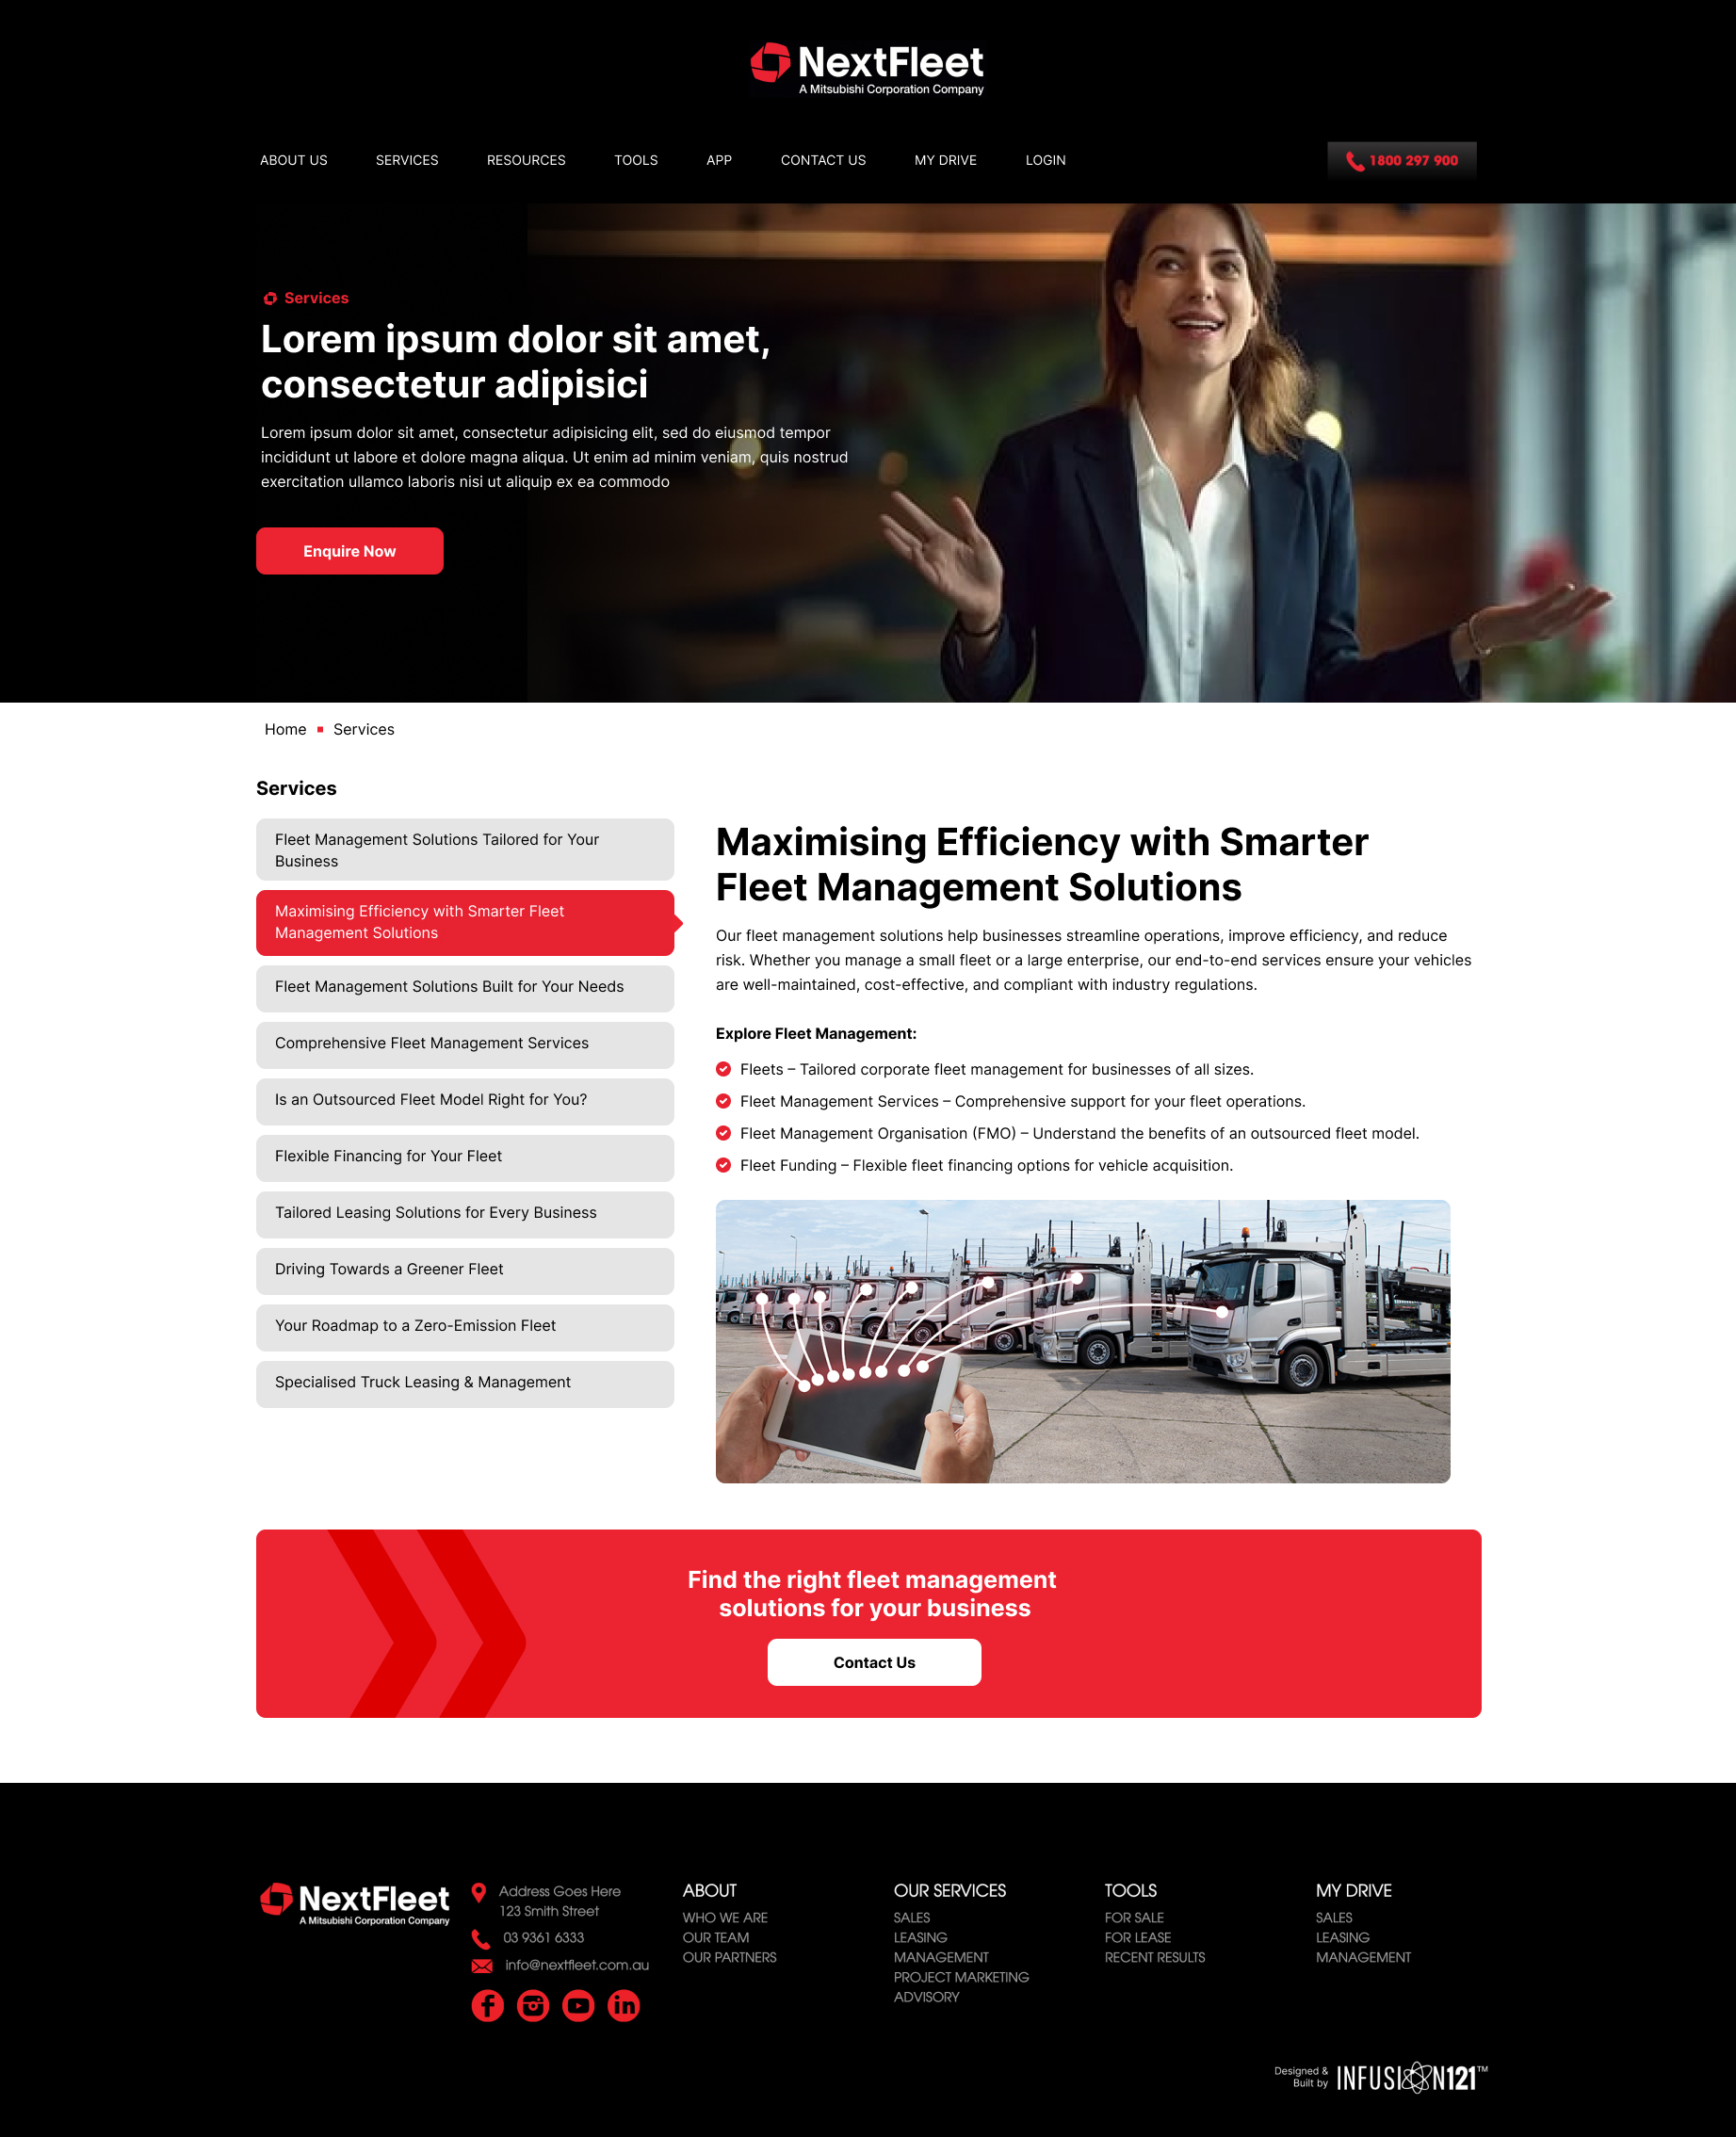 NextFleet
A Mitsubishi Corporation Company
ABOUT US
SERVICES
RESOURCES
TOOLS
APP
CONTACT US
MY DRIVE
LOGIN
1800 297 900
Services
Lorem ipsum dolor sit amet,
consectetur adipisici
Lorem ipsum dolor sit amet, consectetur adipisicing elit, sed do eiusmod tempor
incididunt ut labore et dolore magna aliqua. Ut enim ad minim veniam, quis nostrud
exercitation ullamco laboris nisi ut aliquip ex ea commodo
Enquire Now
Home
Services
Services
Fleet Management Solutions Tailored for Your
Business
Maximising Efficiency with Smarter Fleet
Management Solutions
Fleet Management Solutions Built for Your Needs
Comprehensive Fleet Management Services
Is an Outsourced Fleet Model Right for You?
Flexible Financing for Your Fleet
Tailored Leasing Solutions for Every Business
Driving Towards a Greener Fleet
Your Roadmap to a Zero-Emission Fleet
Specialised Truck Leasing & Management
Maximising Efficiency with Smarter
Fleet Management Solutions
Our fleet management solutions help businesses streamline operations, improve efficiency, and reduce
risk. Whether you manage a small fleet or a large enterprise, our end-to-end services ensure your vehicles
are well-maintained, cost-effective, and compliant with industry regulations.
Explore Fleet Management:
Fleets – Tailored corporate fleet management for businesses of all sizes.
Fleet Management Services – Comprehensive support for your fleet operations.
Fleet Management Organisation (FMO) – Understand the benefits of an outsourced fleet model.
Fleet Funding – Flexible fleet financing options for vehicle acquisition.
Find the right fleet management
solutions for your business
Contact Us
NextFleet
A Mitsubishi Corporation Company
Address Goes Here
123 Smith Street
03 9361 6333
info@nextfleet.com.au
ABOUT
WHO WE ARE
OUR TEAM
OUR PARTNERS
OUR SERVICES
SALES
LEASING
MANAGEMENT
PROJECT MARKETING
ADVISORY
TOOLS
FOR SALE
FOR LEASE
RECENT RESULTS
MY DRIVE
SALES
LEASING
MANAGEMENT
Designed &
Built by
INFUSION121™